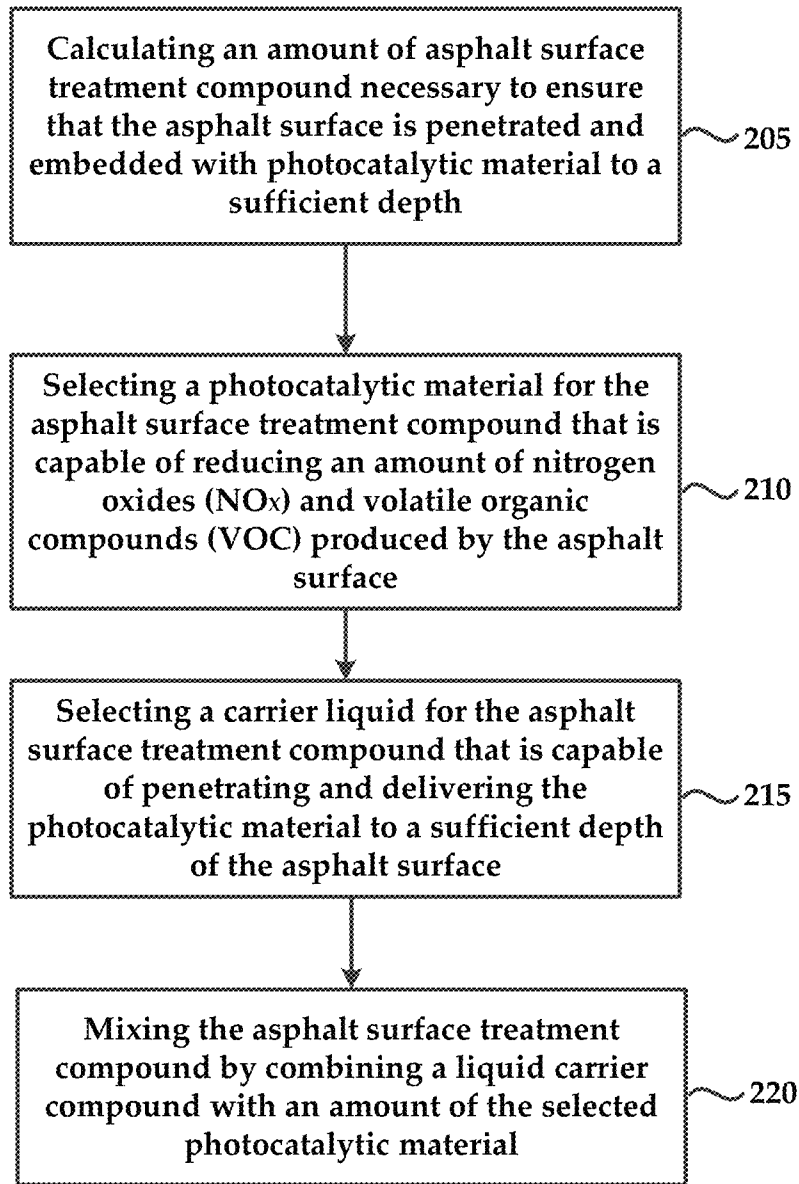 Calculating an amount of asphalt surface
treatment compound necessary to ensure
that the asphalt surface is penetrated and
embedded with photocatalytic material to a
sufficient depth
205
Selecting a photocatalytic material for the
asphalt surface treatment compound that is
capable of reducing an amount of nitrogen
oxides (NOx) and volatile organic
compounds (VOC) produced by the asphalt
surface
210
Selecting a carrier liquid for the asphalt
surface treatment compound that is capable
of penetrating and delivering the
photocatalytic material to a sufficient depth
of the asphalt surface
215
Mixing the asphalt surface treatment
compound by combining a liquid carrier
compound with an amount of the selected
photocatalytic material
220